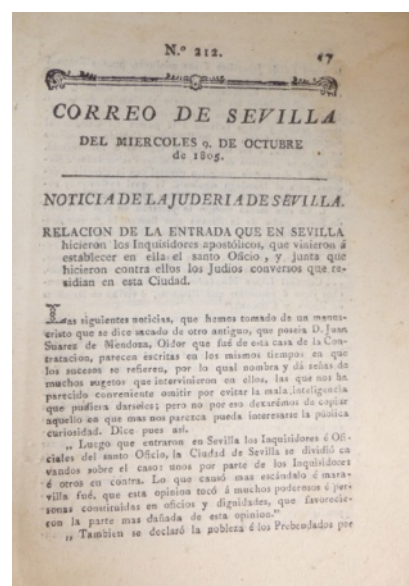 N.º 212.
47
CORREO DE SEVILLA
DEL MIERCOLES 9. DE OCTUBRE
de 1805.
NOTICIA DE LA JUDERIA DE SEVILLA.
RELACION DE LA ENTRADA QUE EN SEVILLA
hicieron los Inquisidores apostólicos, que vinieron á
establecer en ella el santo Oficio, y junta que
hicieron contra ellos los Judios conversos que re-
sidian en esta Ciudad.
Las siguientes noticias, que hemos tomado de un manus-
cristo que se dice sacado de otro antiguo, que poseia D. Juan
Suarez de Mendoza, Oidor que fué de esta casa de la Con-
tratacion, parecen escritas en los mismos tiempos en que
los sucesos se refieren, por lo qual nombra y dá señas de
muchos sugetos que intervinieron en ellos, las que nos ha
parecido conveniente omitir por evitar la mala inteligencia
que pudiera darseles; pero no por eso dexarémos de copiar
aquello en que mas nos parezca pueda interesarse la pública
curiosidad. Dice pues asi.
„ Luego que entraron en Sevilla los Inquisidores é Ofi-
ciales del santo Oficio, la Ciudad de Sevilla se dividió en
vandos sobre el caso: unos por parte de los Inquisidores
é otros en contra. Lo que causó mas escándalo é mara-
villa fué, que esta opinion tocó á muchos poderosos é per-
sonas constituidas en oficios y dignidades, que favorecie-
ron la parte mas dañada de esta opinion."
„ Tambien se declaró la nobleza é los Prebendados por